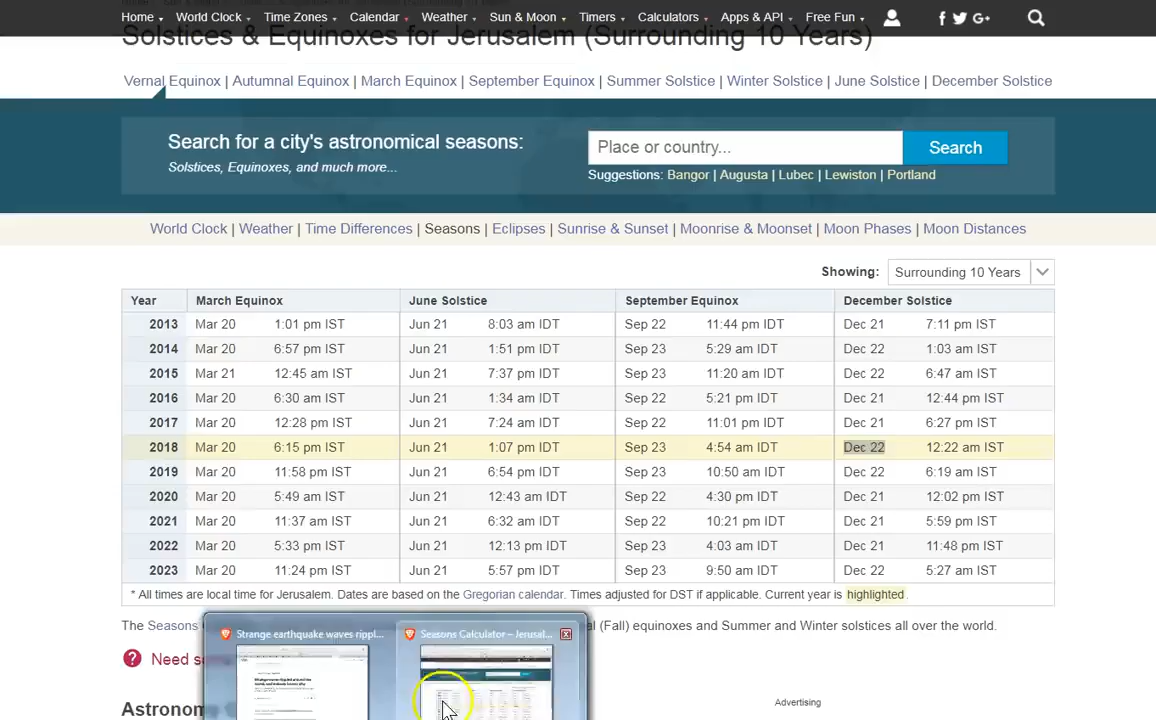 Home World Clock Time Zones Calendar Weather Sun & Moon Timers Calculators Apps & API Free Fun
Solstices & Equinoxes for Jerusalem (Surrounding 10 Years)
Vernal Equinox | Autumnal Equinox | March Equinox | September Equinox | Summer Solstice | Winter Solstice | June Solstice | December Solstice
Search for a city's astronomical seasons:
Solstices, Equinoxes, and much more...
Place or country...
Search
Suggestions: Bangor | Augusta | Lubec | Lewiston | Portland
World Clock | Weather | Time Differences | Seasons | Eclipses | Sunrise & Sunset | Moonrise & Moonset | Moon Phases | Moon Distances
Showing: Surrounding 10 Years
Year March Equinox June Solstice September Equinox December Solstice
2013 Mar 20 1:01 pm IST Jun 21 8:03 am IDT Sep 22 11:44 pm IDT Dec 21 7:11 pm IST
2014 Mar 20 6:57 pm IST Jun 21 1:51 pm IDT Sep 23 5:29 am IDT Dec 22 1:03 am IST
2015 Mar 21 12:45 am IST Jun 21 7:37 pm IDT Sep 23 11:20 am IDT Dec 22 6:47 am IST
2016 Mar 20 6:30 am IST Jun 21 1:34 am IDT Sep 22 5:21 pm IDT Dec 21 12:44 pm IST
2017 Mar 20 12:28 pm IST Jun 21 7:24 am IDT Sep 22 11:01 pm IDT Dec 21 6:27 pm IST
2018 Mar 20 6:15 pm IST Jun 21 1:07 pm IDT Sep 23 4:54 am IDT Dec 22 12:22 am IST
2019 Mar 20 11:58 pm IST Jun 21 6:54 pm IDT Sep 23 10:50 am IDT Dec 22 6:19 am IST
2020 Mar 20 5:49 am IST Jun 21 12:43 am IDT Sep 22 4:30 pm IDT Dec 21 12:02 pm IST
2021 Mar 20 11:37 am IST Jun 21 6:32 am IDT Sep 22 10:21 pm IDT Dec 21 5:59 pm IST
2022 Mar 20 5:33 pm IST Jun 21 12:13 pm IDT Sep 23 4:03 am IDT Dec 21 11:48 pm IST
2023 Mar 20 11:24 pm IST Jun 21 5:57 pm IDT Sep 23 9:50 am IDT Dec 22 5:27 am IST
* All times are local time for Jerusalem. Dates are based on the Gregorian calendar. Times adjusted for DST if applicable. Current year is highlighted.
The Seasons al (Fall) equinoxes and Summer and Winter solstices all over the world.
Strange earthquake waves rippl... Seasons Calculator – Jerusal...
Need so
Astronom
Advertising